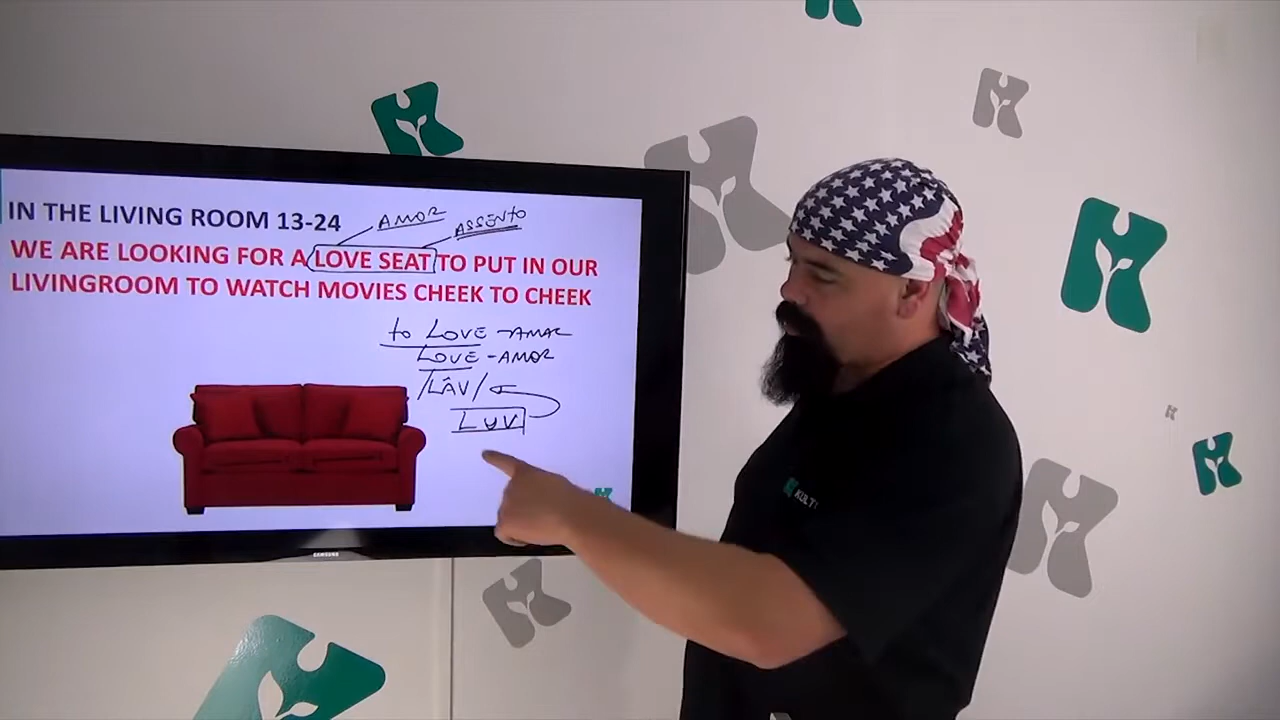 IN THE LIVING ROOM 13-24
AMOR
ASSENTO
WE ARE LOOKING FOR A LOVE SEAT TO PUT IN OUR
LIVINGROOM TO WATCH MOVIES CHEEK TO CHEEK
to LOVE -AMAR
LOVE -AMOR
/LÂV/
LUV
SAMSUNG